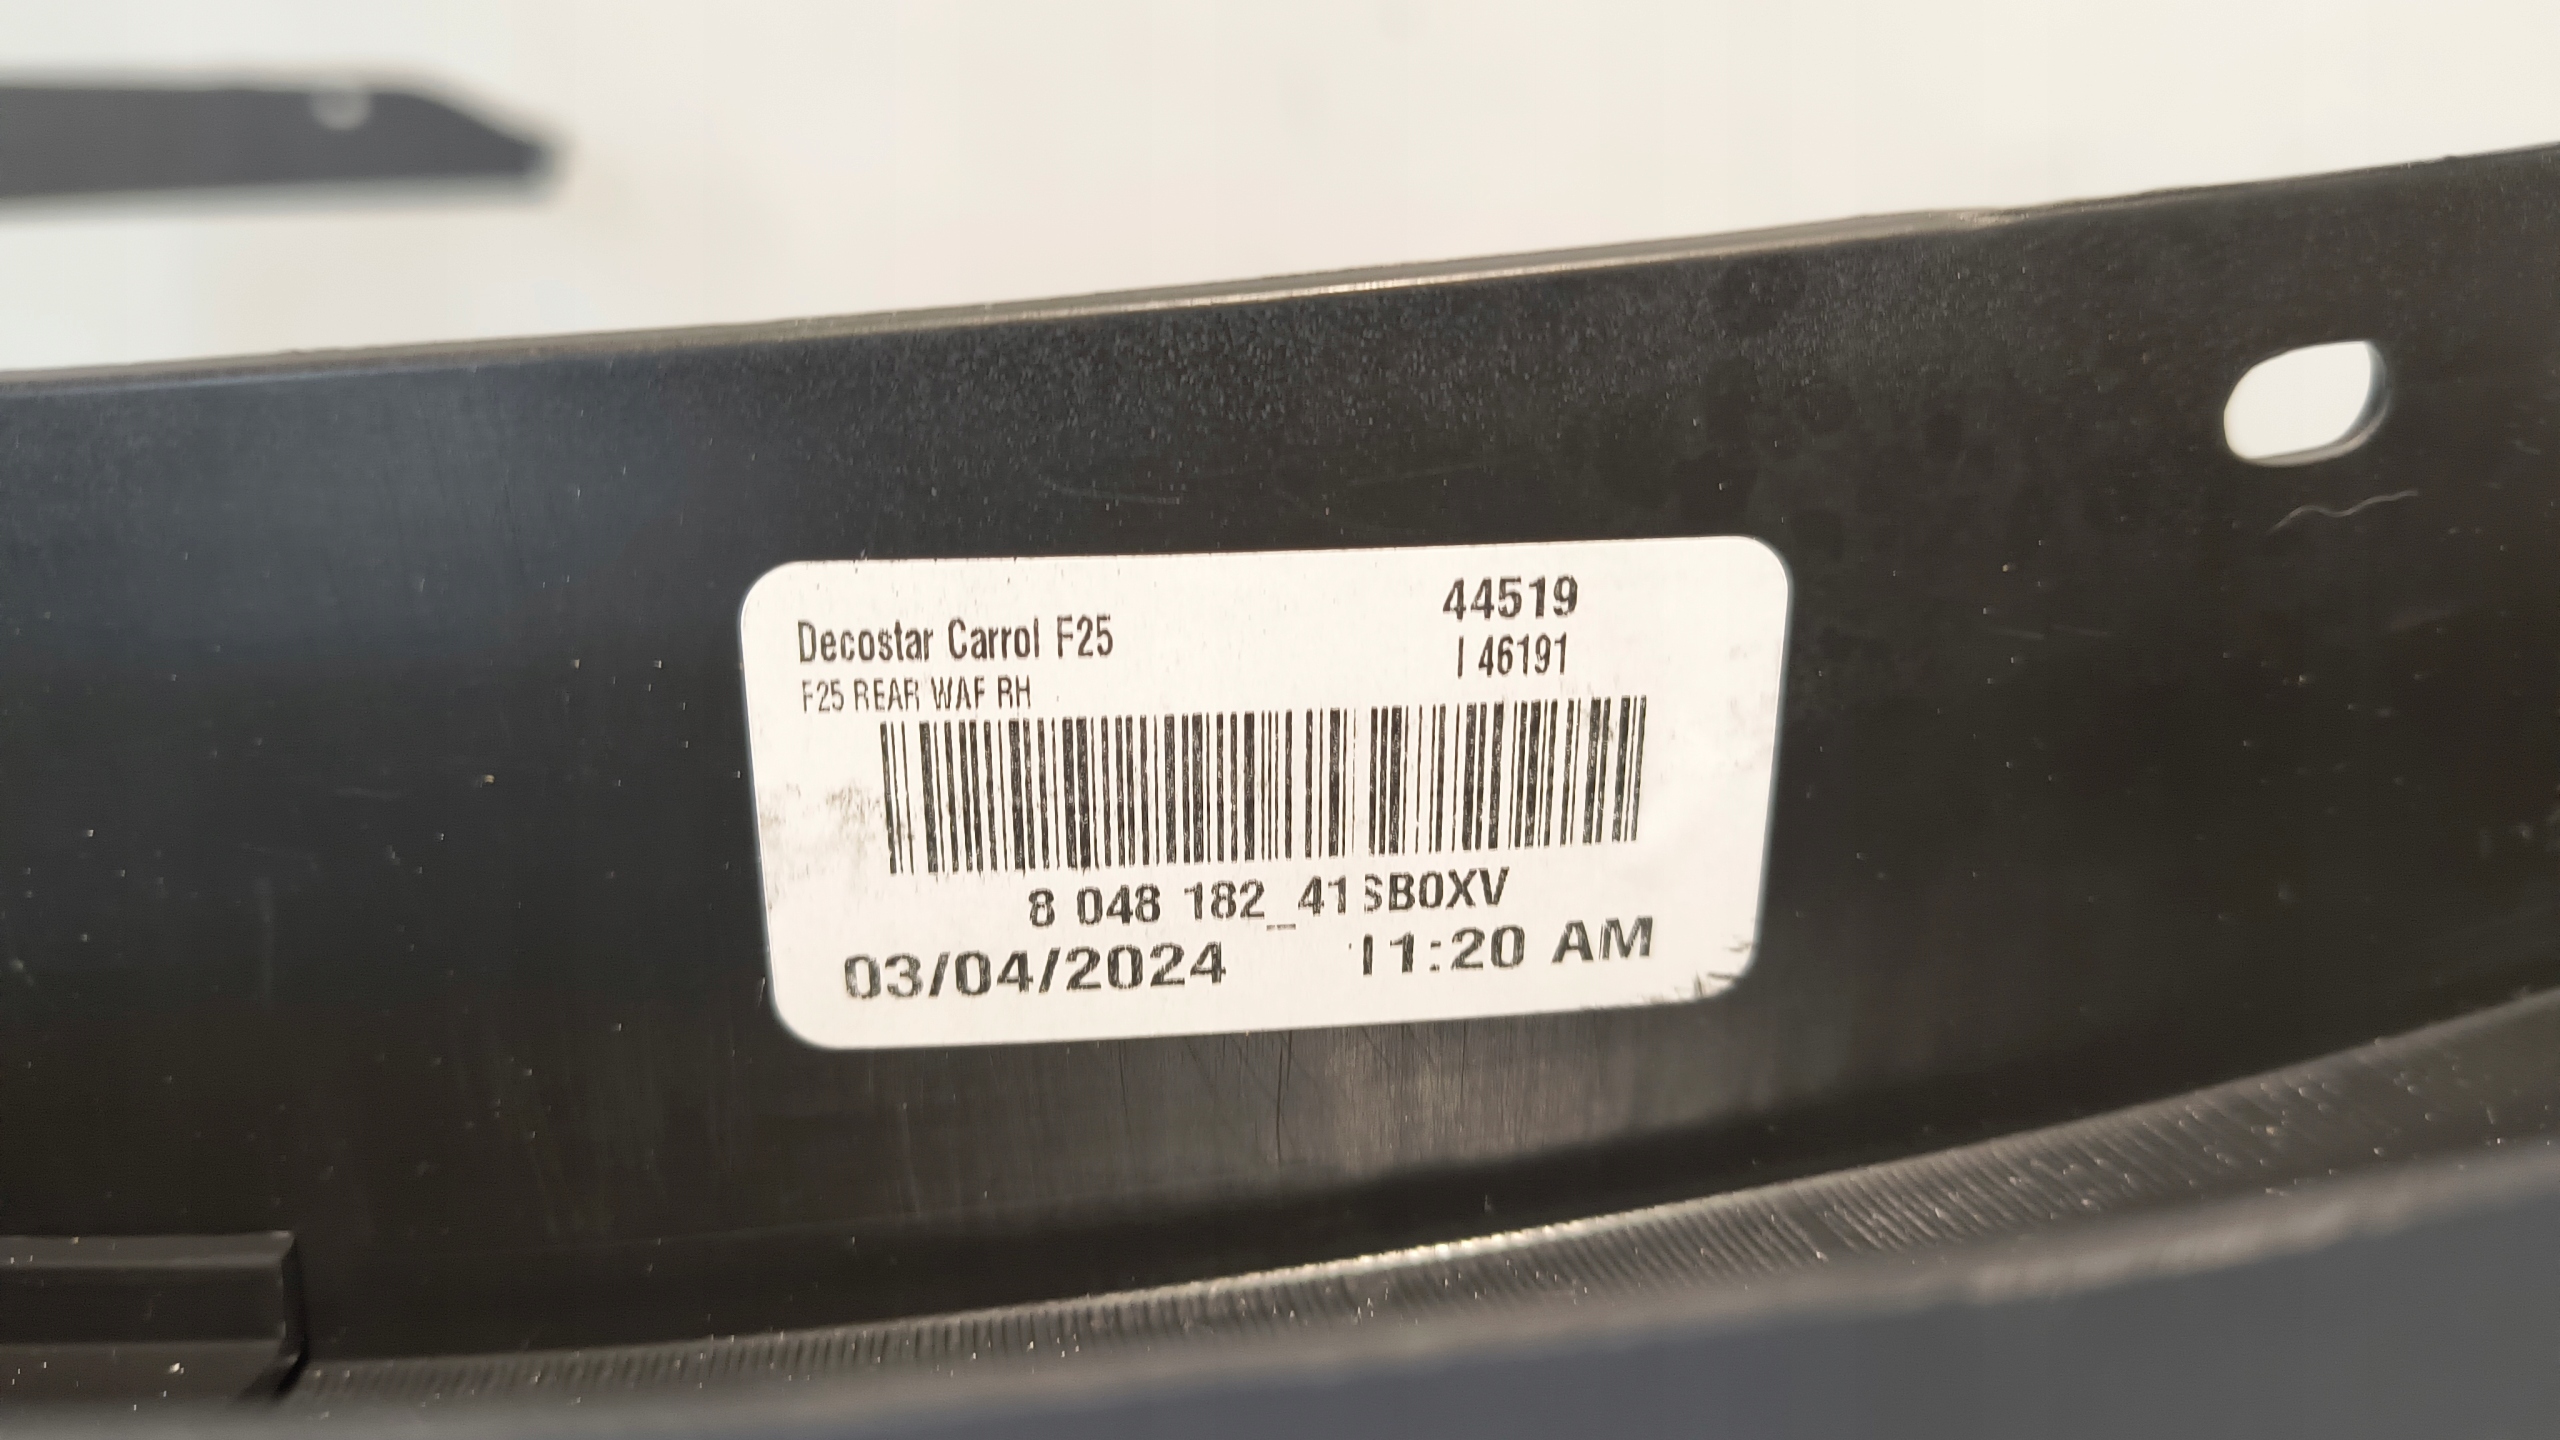 Decostar Carrol F25
44519
F25 REAR WAF RH
I 46191
8 048 182_41SB0XV
03/04/2024 11:20 AM